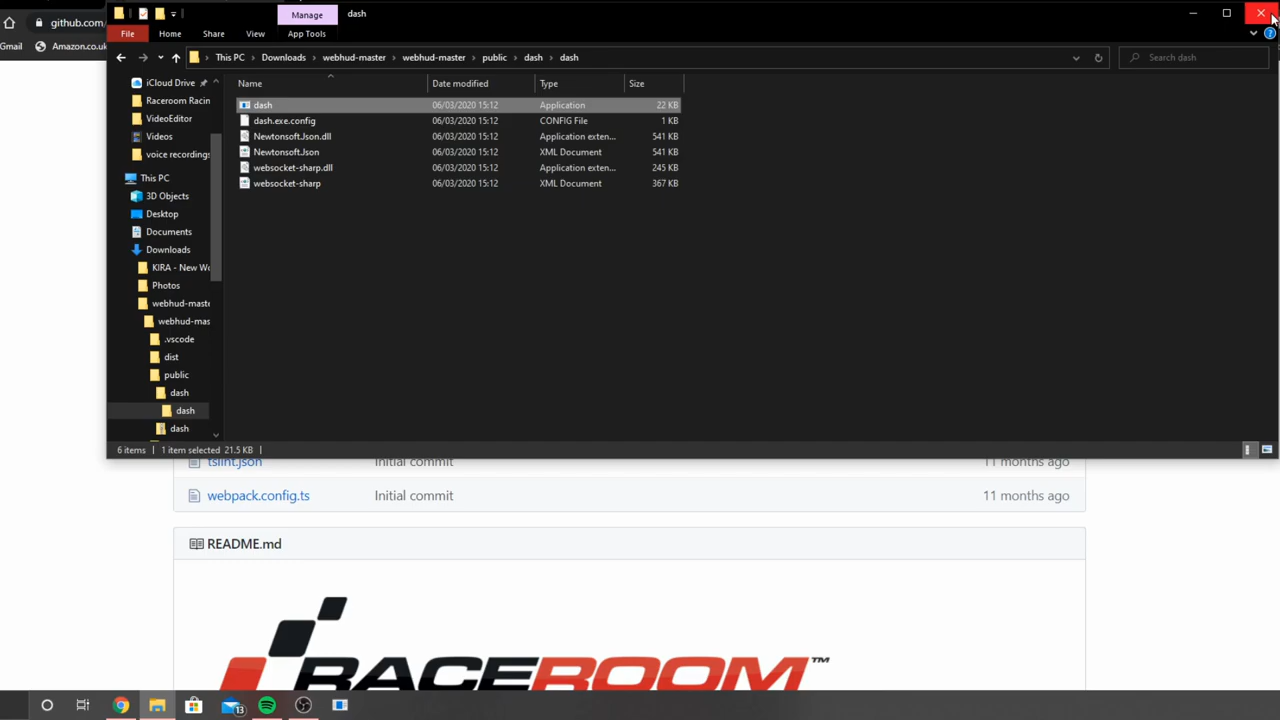 github.com
Manage
dash
File
Home
Share
View
App Tools
This PC > Downloads > webhud-master > webhud-master > public > dash > dash
Search dash
Gmail
Amazon.co.uk
iCloud Drive
Raceroom Racin
VideoEditor
Videos
voice recordings
This PC
3D Objects
Desktop
Documents
Downloads
KIRA - New Wo
Photos
webhud-maste
webhud-mas
.vscode
dist
public
dash
dash
dash
Name Date modified Type Size
dash 06/03/2020 15:12 Application 22 KB
dash.exe.config 06/03/2020 15:12 CONFIG File 1 KB
Newtonsoft.Json.dll 06/03/2020 15:12 Application exten... 541 KB
Newtonsoft.Json 06/03/2020 15:12 XML Document 541 KB
websocket-sharp.dll 06/03/2020 15:12 Application exten... 245 KB
websocket-sharp 06/03/2020 15:12 XML Document 367 KB
6 items 1 item selected 21.5 KB
tslint.json Initial commit 11 months ago
webpack.config.ts Initial commit 11 months ago
README.md
RACEROOM™
13